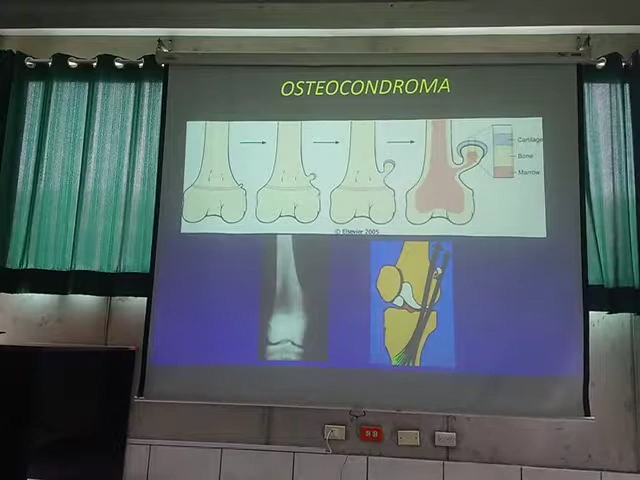 OSTEOCONDROMA
Cartilage
Bone
Marrow
© Elsevier 2005